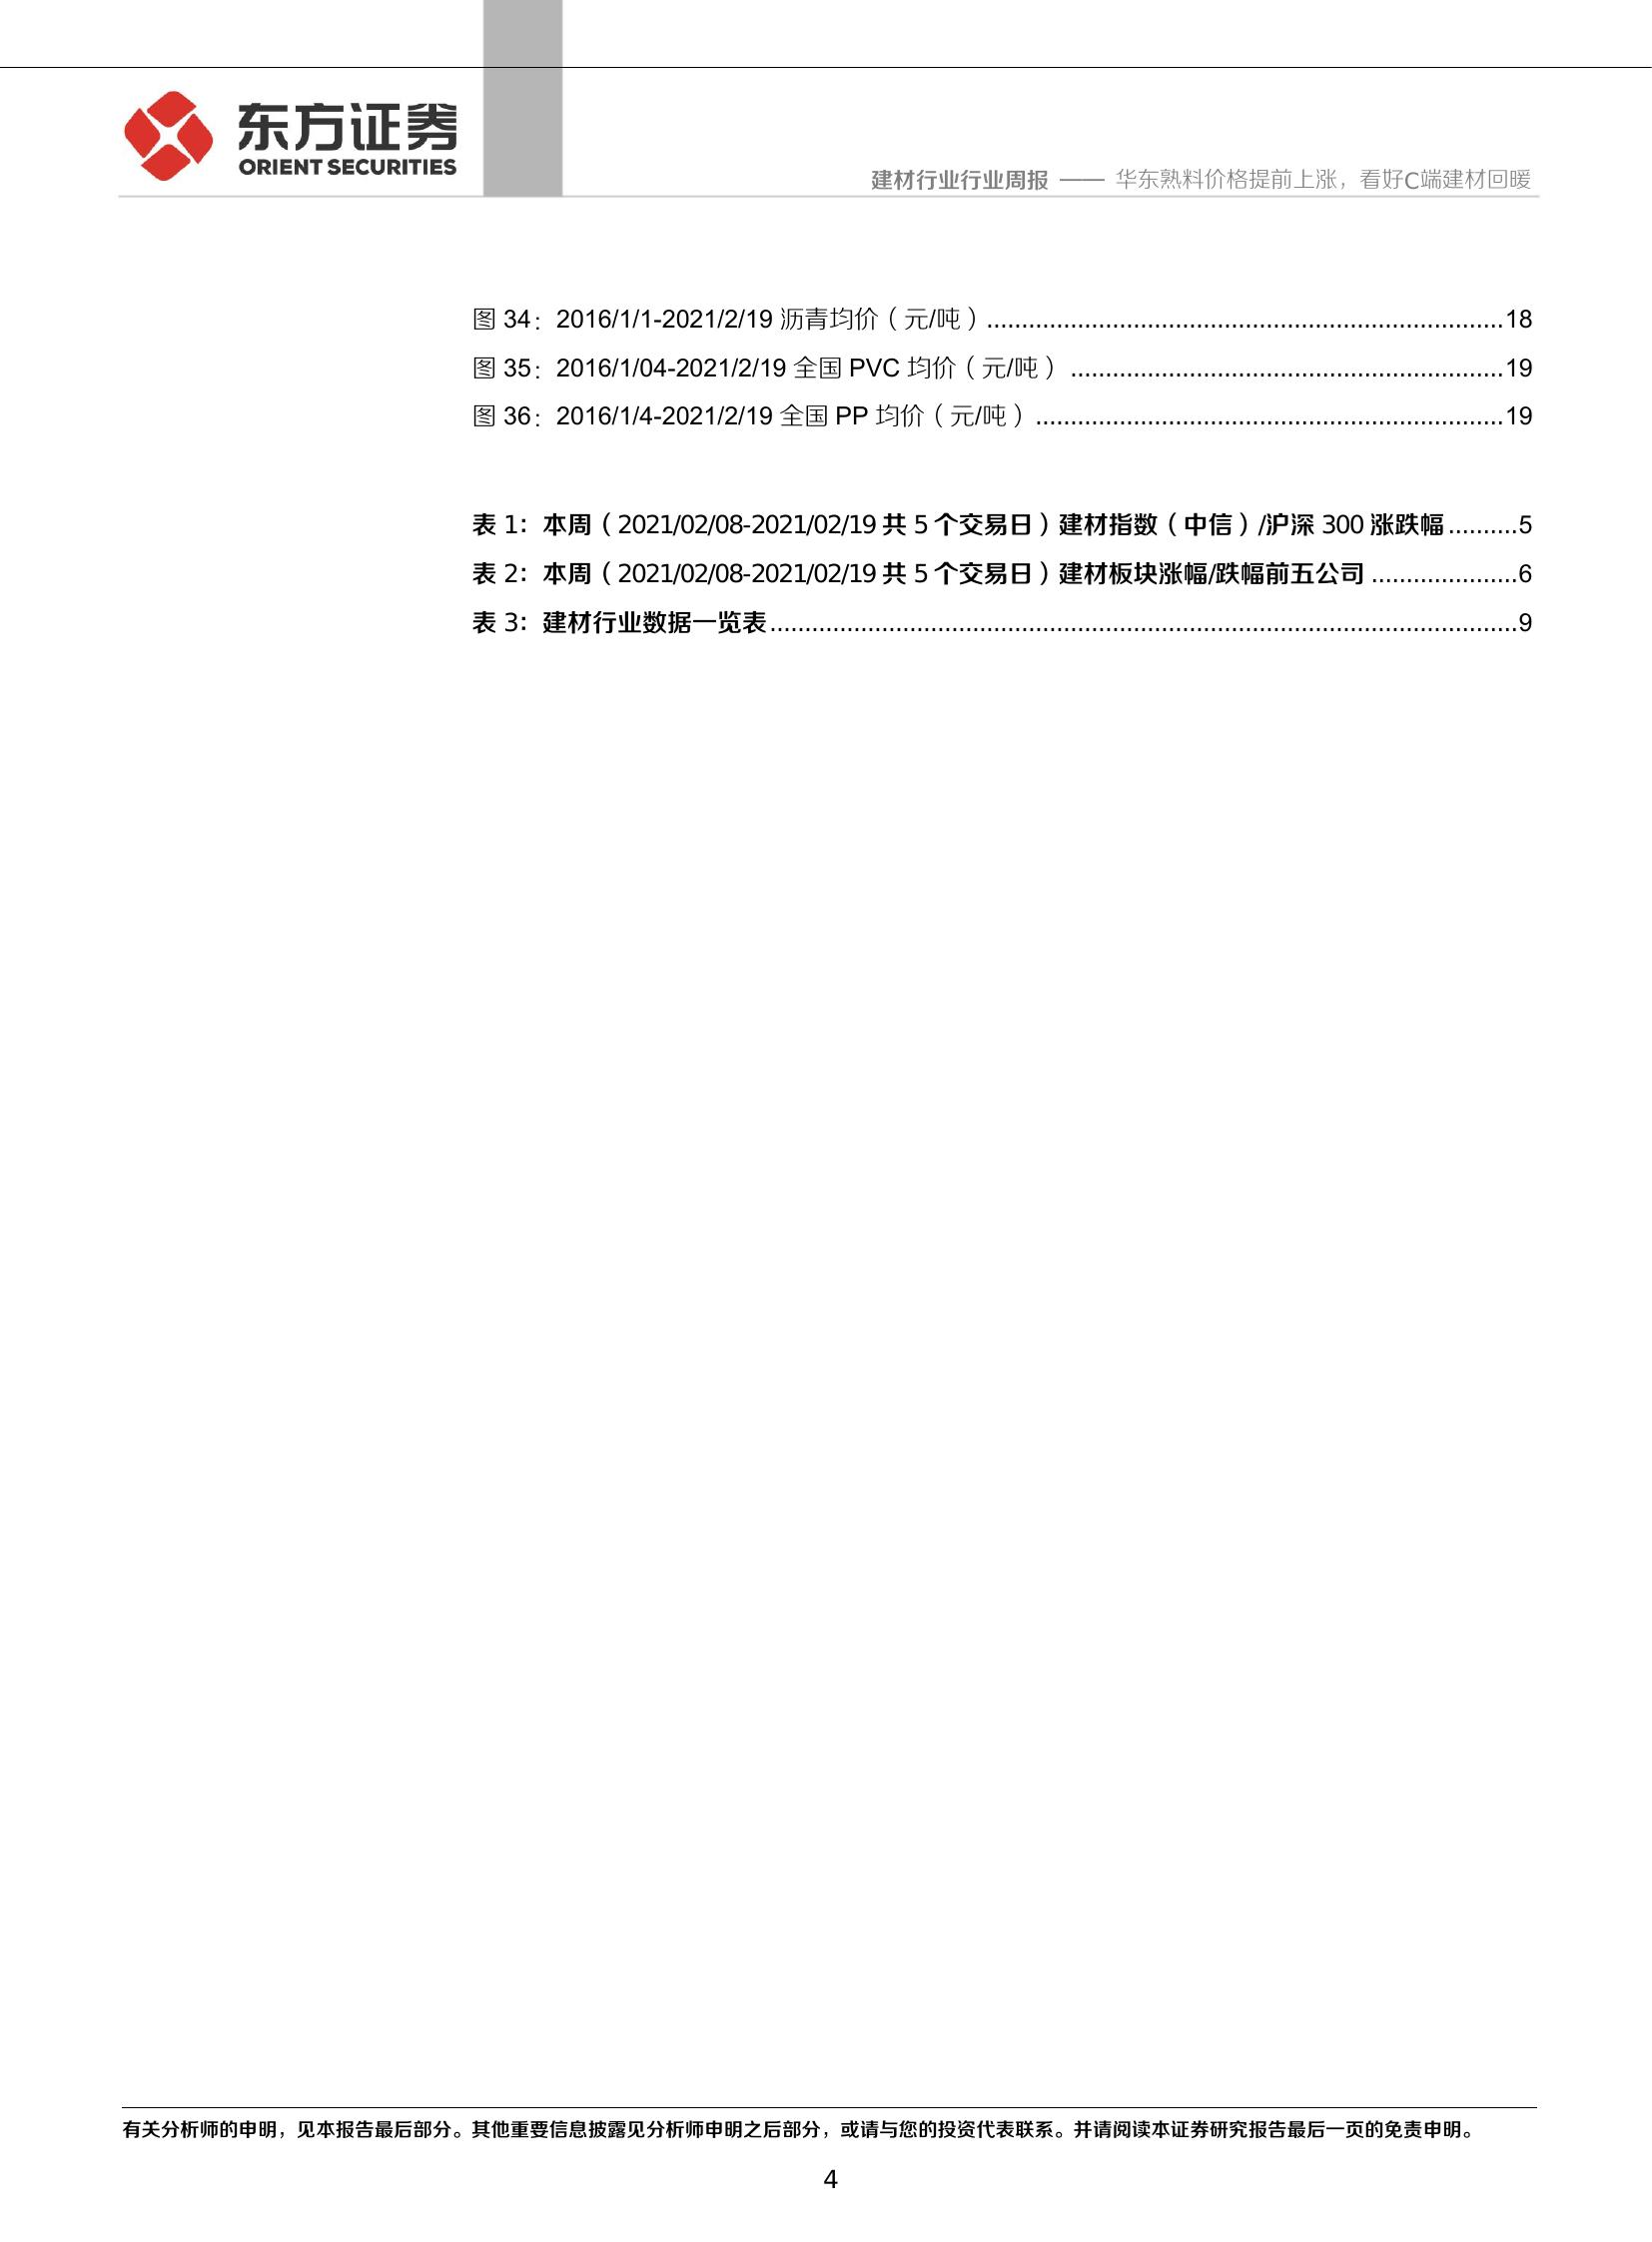 东方证券
ORIENT SECURITIES
建材行业行业周报 —— 华东熟料价格提前上涨，看好C端建材回暖
图 34：2016/1/1-2021/2/19 沥青均价（元/吨）..........................................................................18
图 35：2016/1/04-2021/2/19 全国 PVC 均价（元/吨） ..............................................................19
图 36：2016/1/4-2021/2/19 全国 PP 均价（元/吨） ...................................................................19
表 1：本周（2021/02/08-2021/02/19 共 5 个交易日）建材指数（中信）/沪深 300 涨跌幅..........5
表 2：本周（2021/02/08-2021/02/19 共 5 个交易日）建材板块涨幅/跌幅前五公司 .....................6
表 3：建材行业数据一览表...........................................................................................................9
有关分析师的申明，见本报告最后部分。其他重要信息披露见分析师申明之后部分，或请与您的投资代表联系。并请阅读本证券研究报告最后一页的免责申明。
4